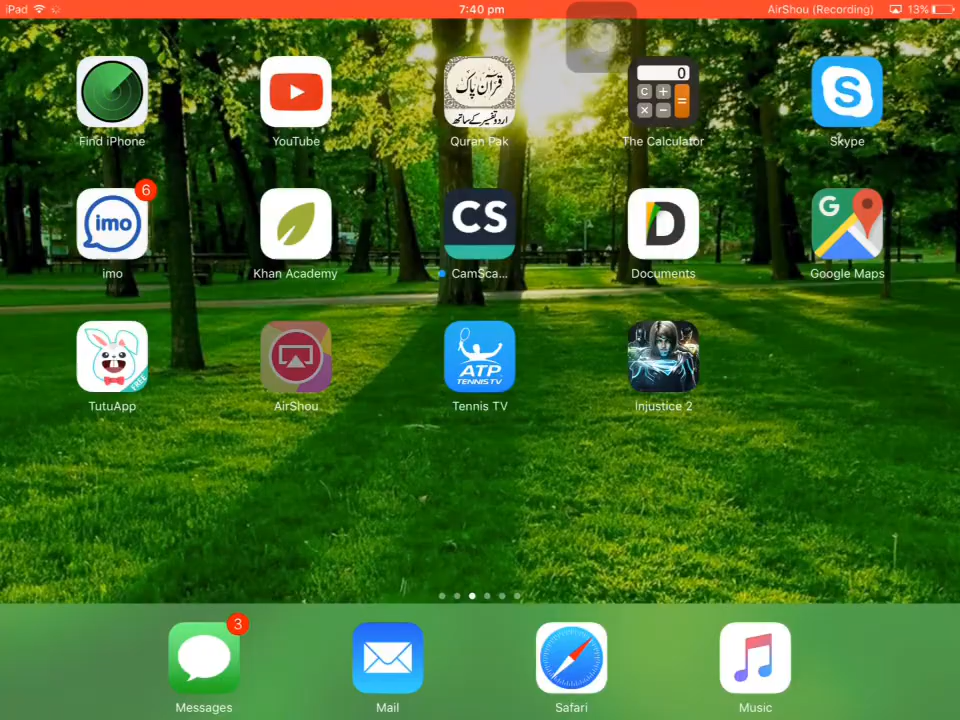 iPad 7:40 pm AirShou (Recording) 13%
قرآن پاک
اردو تفسیر کے ساتھ
0
C + =
× −
S
Find iPhone YouTube Quran Pak The Calculator Skype
6
imo CS D G
imo Khan Academy CamSca... Documents Google Maps
FREE
ATP
TENNIS TV
TutuApp AirShou Tennis TV Injustice 2
3
Messages Mail Safari Music